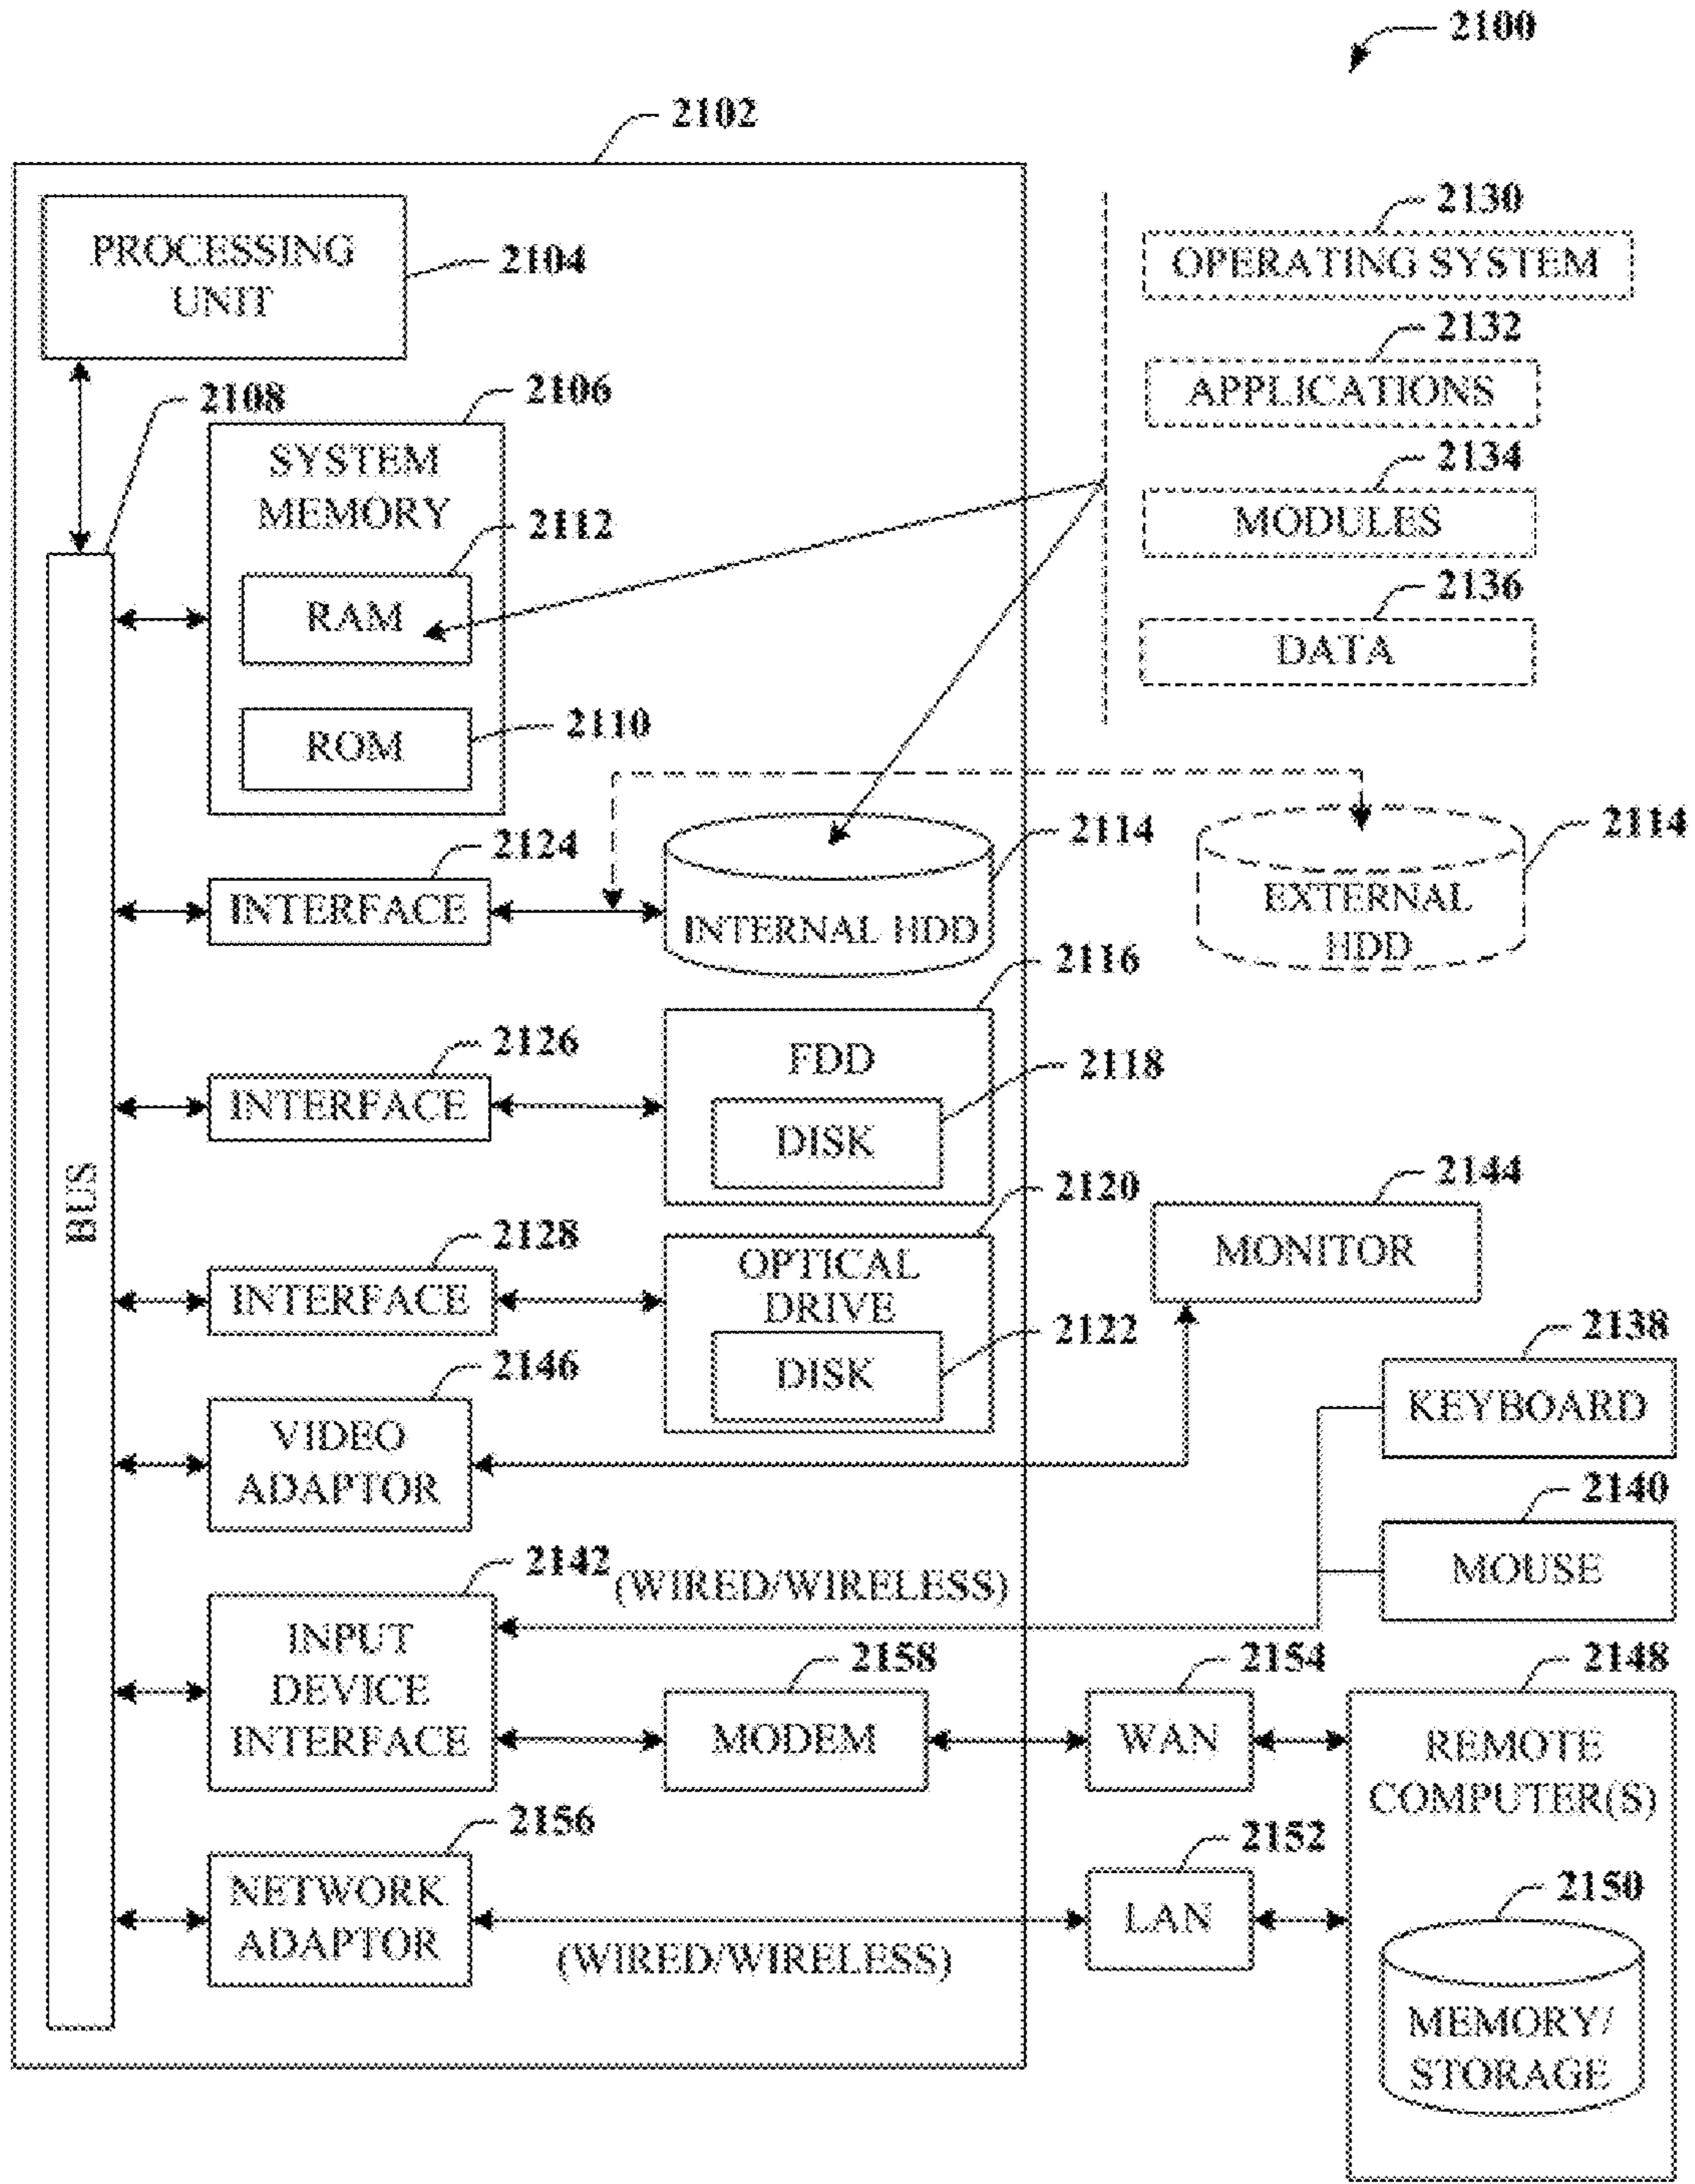 2100
2102
PROCESSING
UNIT
2104
2130
OPERATING SYSTEM
2132
APPLICATIONS
2134
MODULES
2136
DATA
2108
2106
SYSTEM
MEMORY
2112
RAM
2110
ROM
BUS
2124
INTERFACE
2114
INTERNAL HDD
2114
EXTERNAL
HDD
2126
INTERFACE
2116
FDD
2118
DISK
2128
INTERFACE
2120
OPTICAL
DRIVE
2122
DISK
2144
MONITOR
2146
VIDEO
ADAPTOR
2138
KEYBOARD
2140
MOUSE
2142
(WIRED/WIRELESS)
INPUT
DEVICE
INTERFACE
2158
MODEM
2154
WAN
2148
REMOTE
COMPUTER(S)
2156
NETWORK
ADAPTOR
(WIRED/WIRELESS)
2152
LAN
2150
MEMORY/
STORAGE